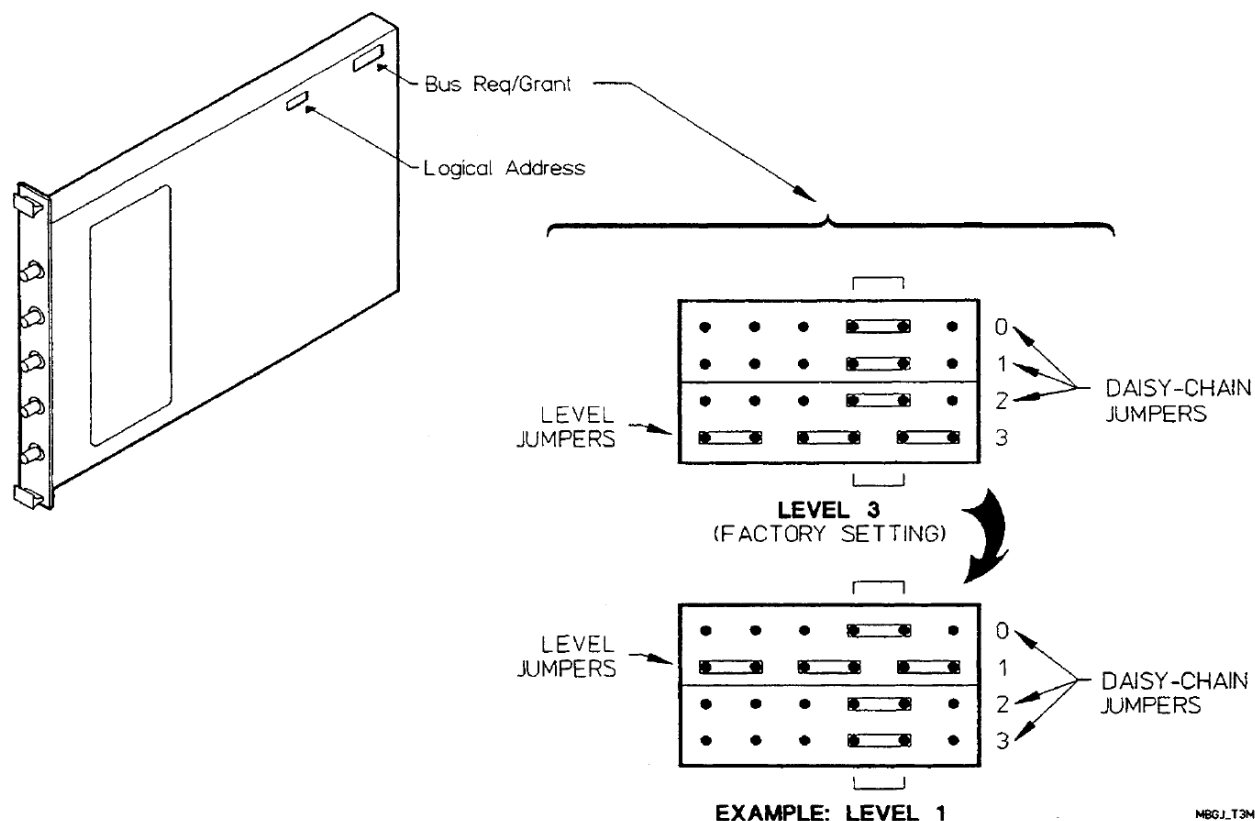 Bus Req/Grant
Logical Address
0
1
2
3
DAISY-CHAIN
JUMPERS
LEVEL
JUMPERS
LEVEL 3
(FACTORY SETTING)
0
1
2
3
LEVEL
JUMPERS
DAISY-CHAIN
JUMPERS
EXAMPLE: LEVEL 1
MBGJ_T3M